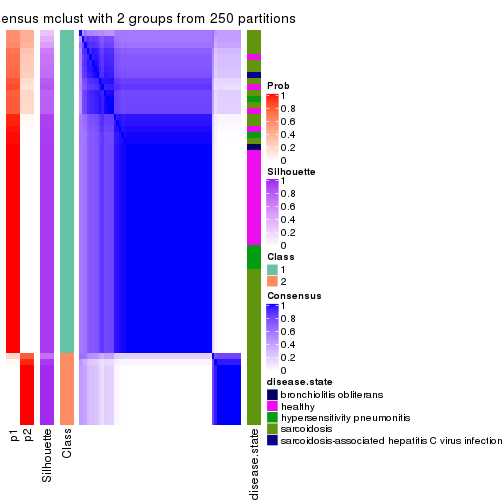 ensus mclust with 2 groups from 250 partitions
Prob
1
0.8
0.6
0.4
0.2
0
Silhouette
1
0.8
0.6
0.4
0.2
0
Class
1
2
Consensus
1
0.8
0.6
0.4
0.2
0
disease.state
bronchiolitis obliterans
healthy
hypersensitivity pneumonitis
sarcoidosis
sarcoidosis-associated hepatitis C virus infection
p1
p2
Silhouette
Class
disease.state